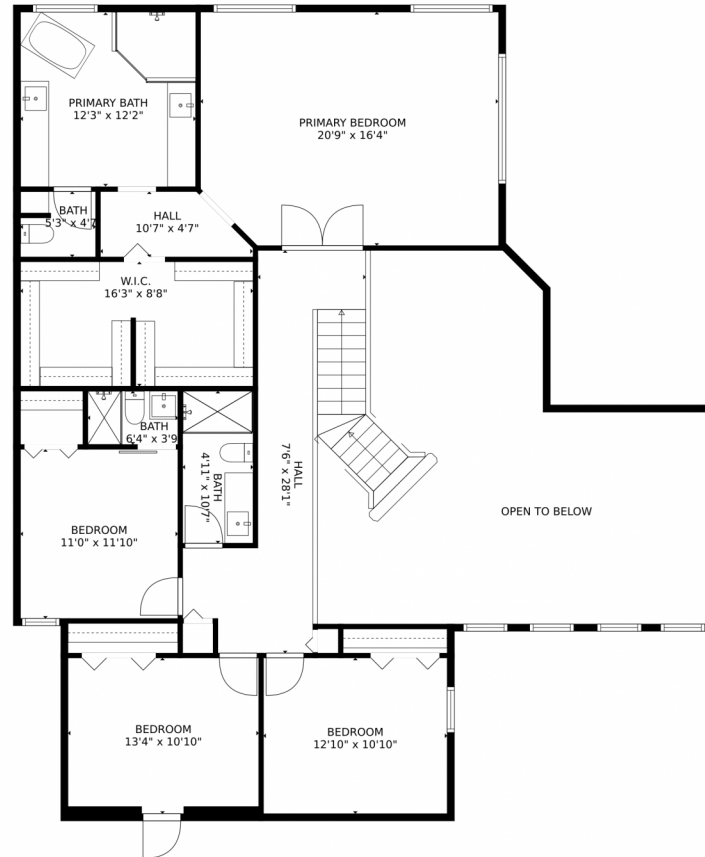 PRIMARY BATH
12'3" x 12'2"
PRIMARY BEDROOM
20'9" x 16'4"
BATH
5'3" x 4'7
HALL
10'7" x 4'7"
W.I.C.
16'3" x 8'8"
BATH
6'4" x 3'9
BATH
4'11" x 10'7"
HALL
7'6" x 28'1"
BEDROOM
11'0" x 11'10"
OPEN TO BELOW
BEDROOM
13'4" x 10'10"
BEDROOM
12'10" x 10'10"